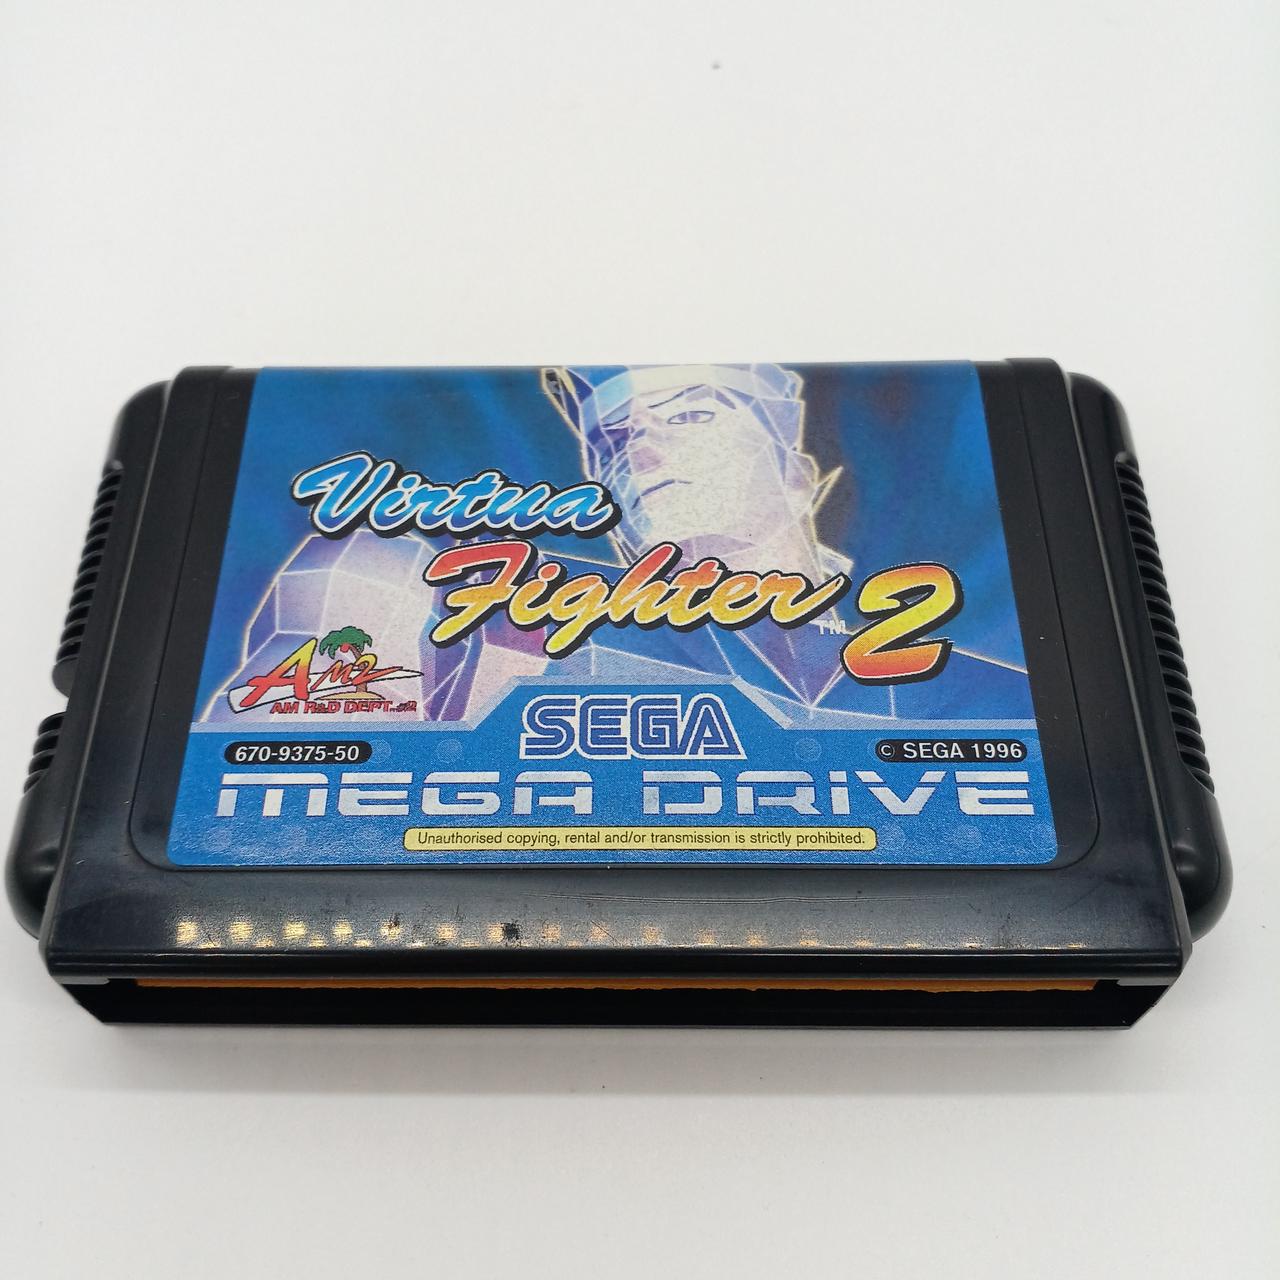 Virtua
Fighter 2
TM
AM2
AM R&D DEPT.#2
SEGA
670-9375-50
© SEGA 1996
MEGA DRIVE
Unauthorised copying, rental and/or transmission is strictly prohibited.